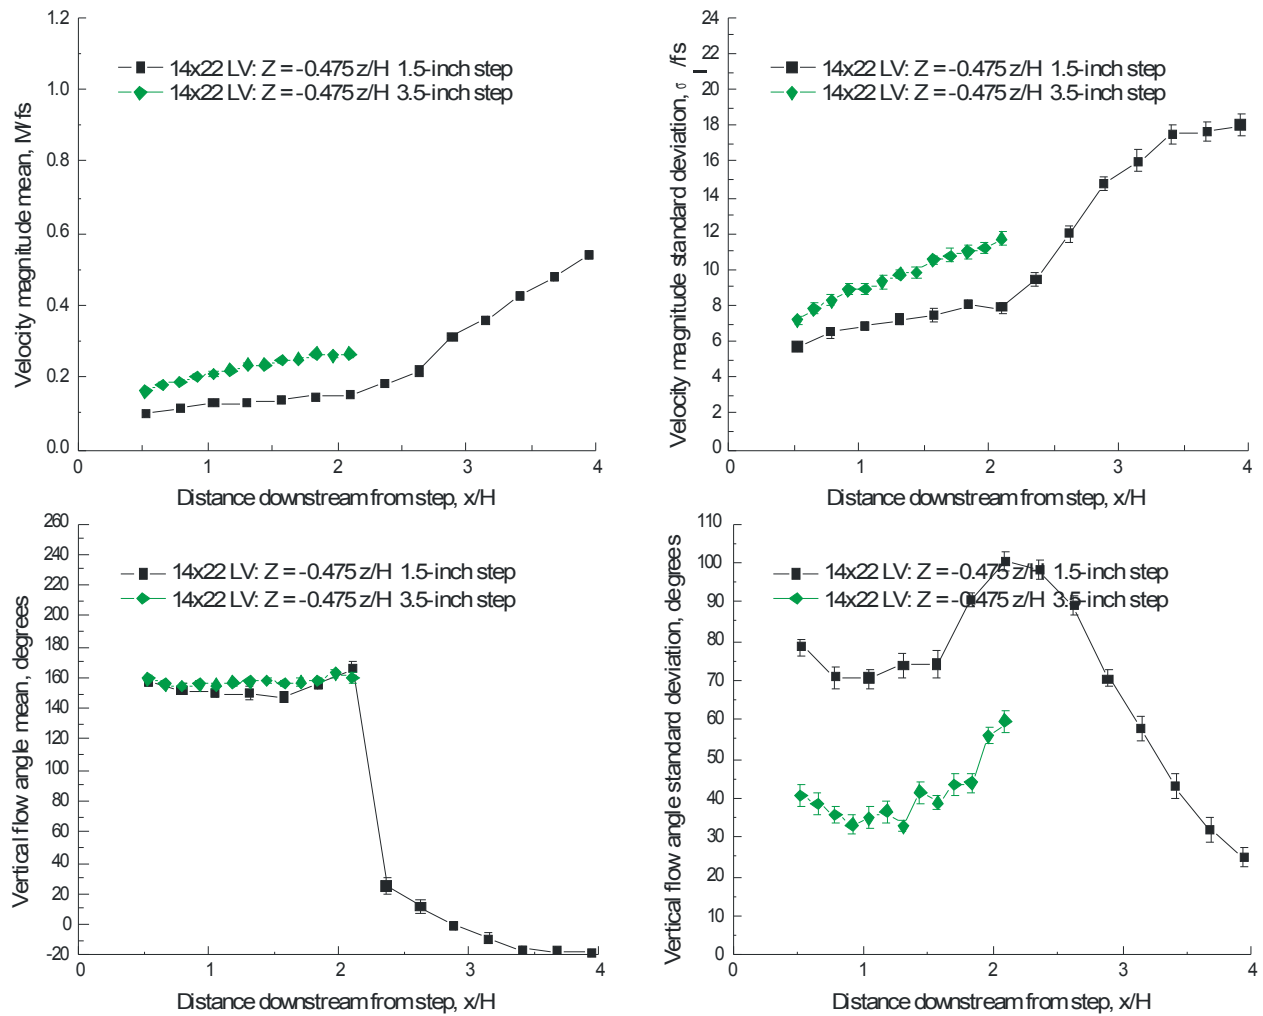 Velocity magnitude mean, M/fs
1.2
1.0
0.8
0.6
0.4
0.2
0.0
14x22 LV: Z = -0.475 z/H 1.5-inch step
14x22 LV: Z = -0.475 z/H 3.5-inch step
0 1 2 3 4
Distance downstream from step, x/H
Velocity magnitude standard deviation, σ /fs
24
22
20
18
16
14
12
10
8
6
4
2
0
14x22 LV: Z = -0.475 z/H 1.5-inch step
14x22 LV: Z = -0.475 z/H 3.5-inch step
0 1 2 3 4
Distance downstream from step, x/H
Vertical flow angle mean, degrees
260
240
220
200
180
160
140
120
100
80
60
40
20
0
-20
14x22 LV: Z = -0.475 z/H 1.5-inch step
14x22 LV: Z = -0.475 z/H 3.5-inch step
0 1 2 3 4
Distance downstream from step, x/H
Vertical flow angle standard deviation, degrees
110
100
90
80
70
60
50
40
30
20
10
0
14x22 LV: Z = -0.475 z/H 1.5-inch step
14x22 LV: Z = -0.475 z/H 3.5-inch step
0 1 2 3 4
Distance downstream from step, x/H